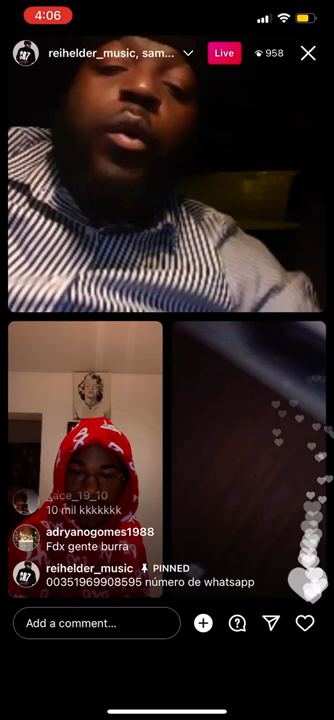 4:06
reihelder_music, sam...
Live
958
ace_19_10
10 mil kkkkkkk
adryanogomes1988
Fdx gente burra
reihelder_music PINNED
00351969908595 número de whatsapp
Add a comment...